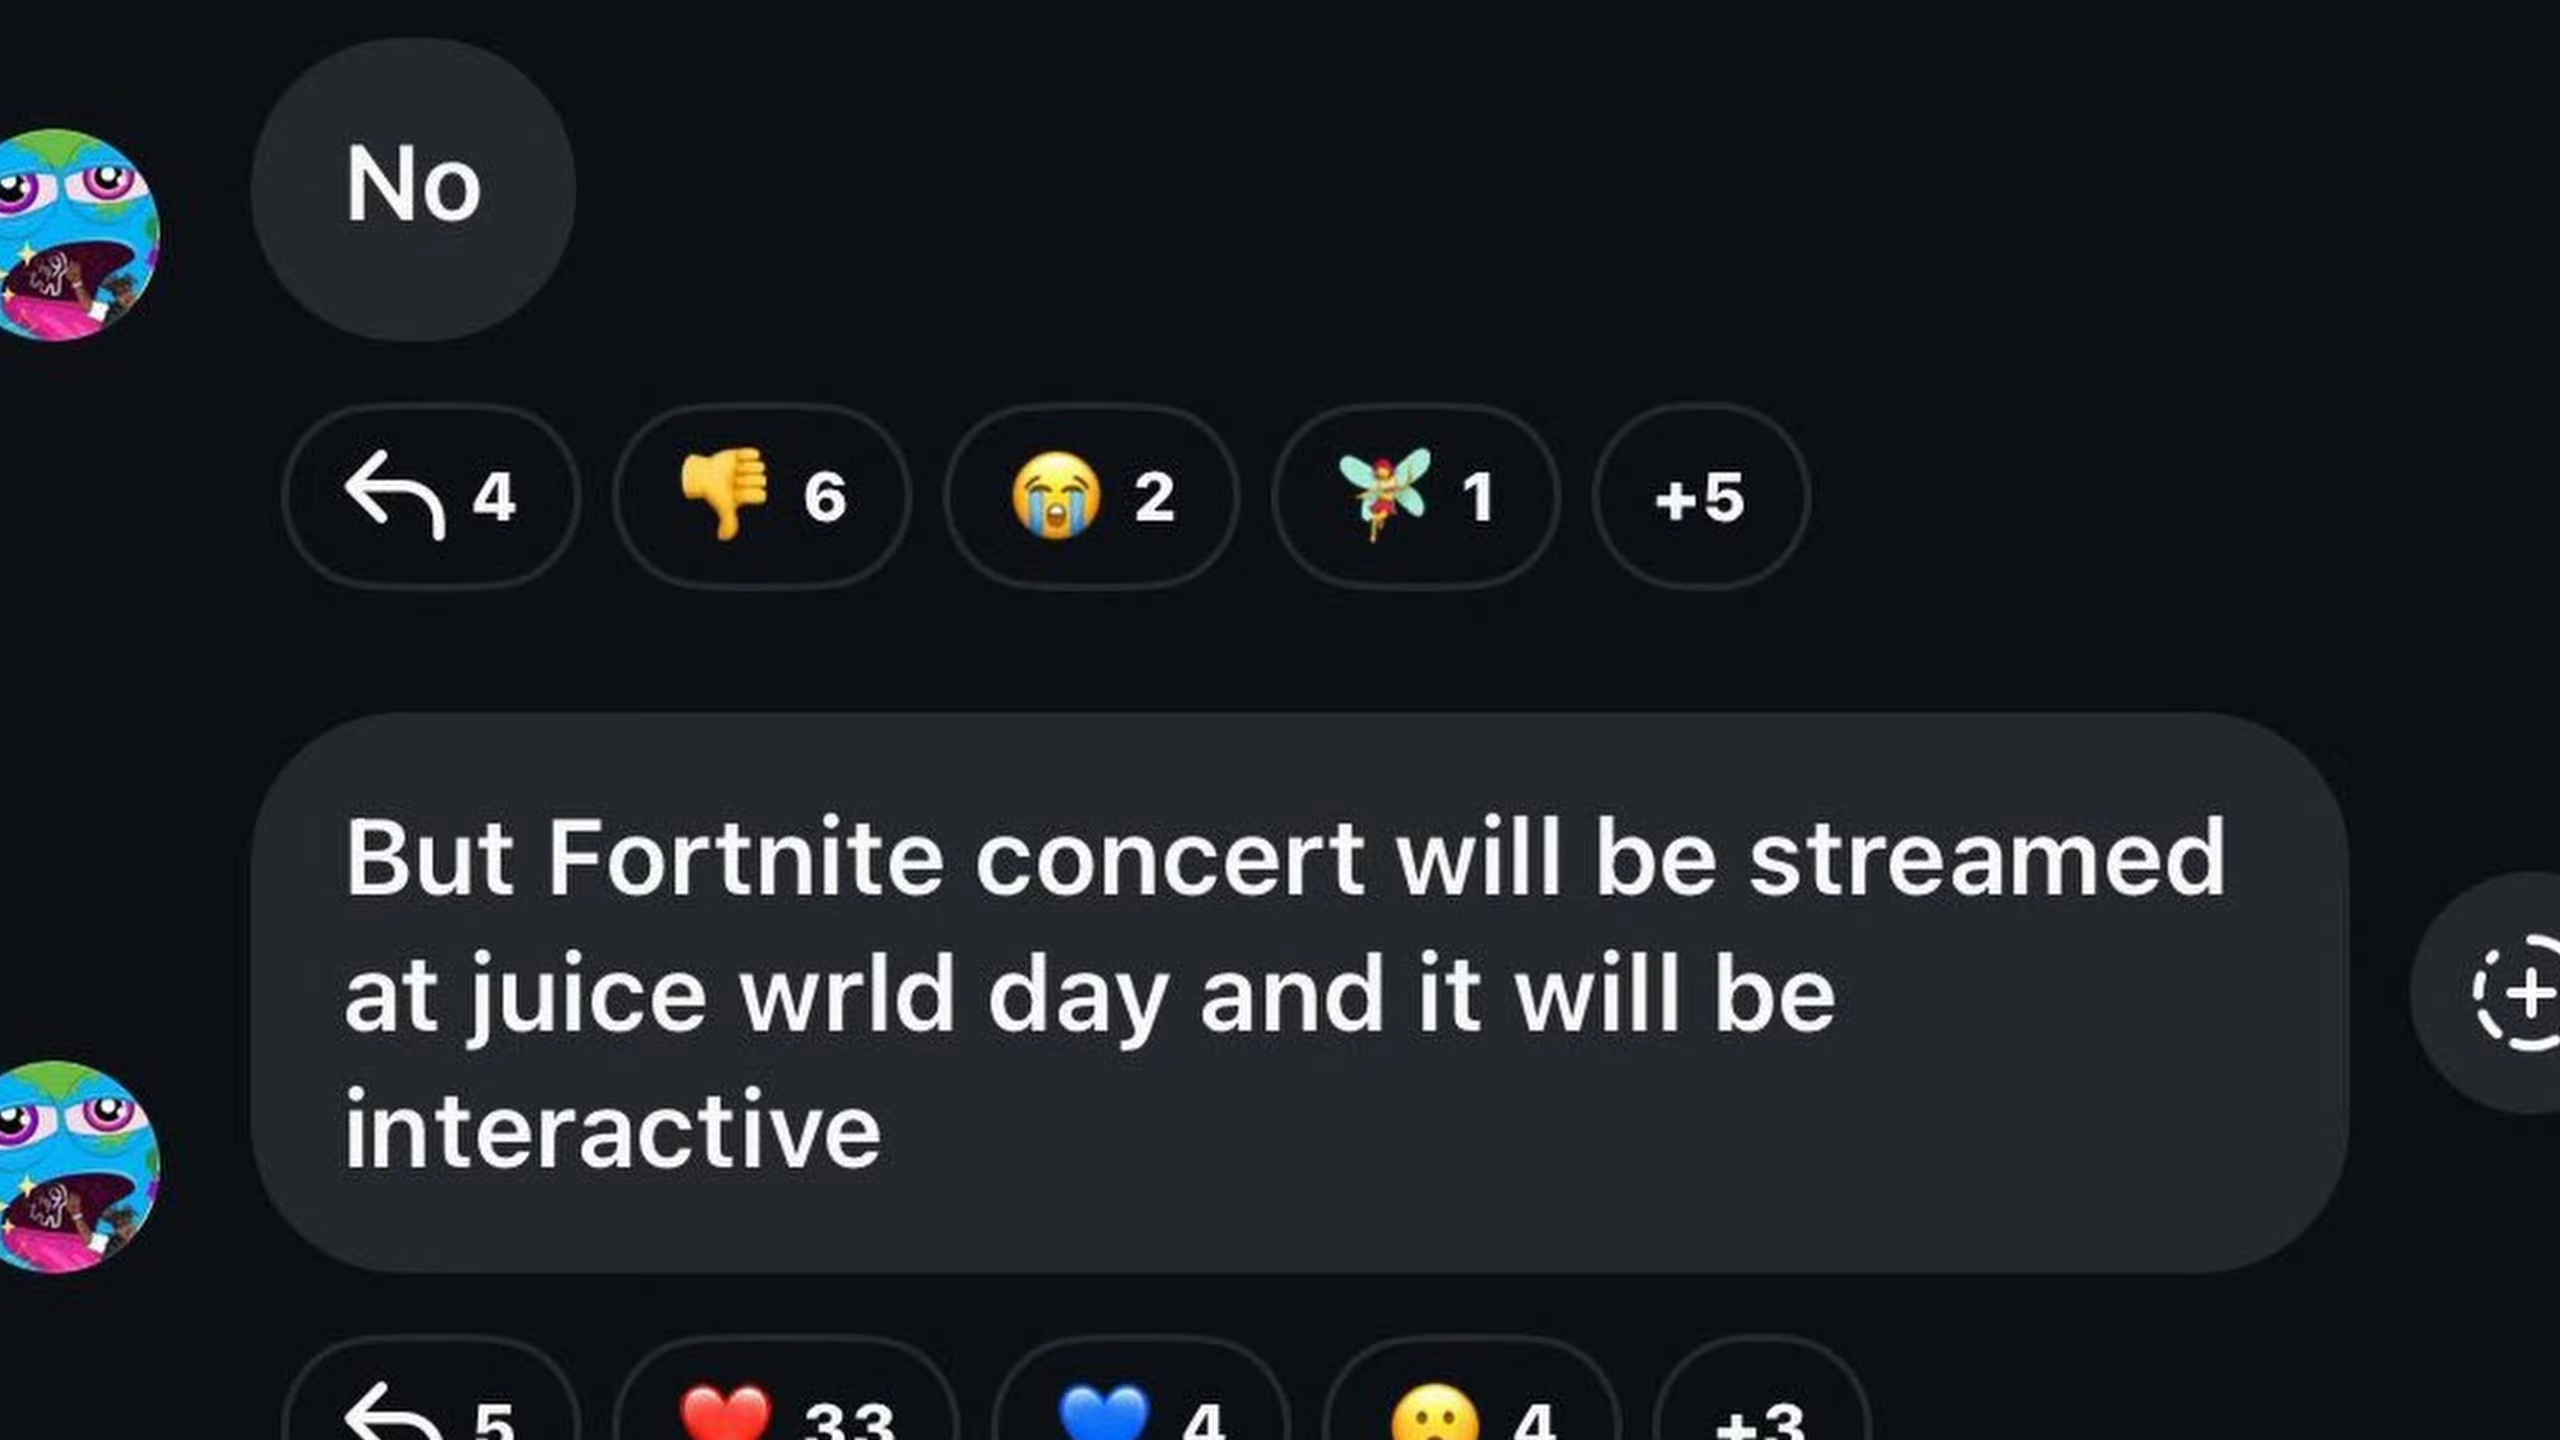 No
4 6 2 1 +5
But Fortnite concert will be streamed
at juice wrld day and it will be
interactive
5 33 4 4 +3